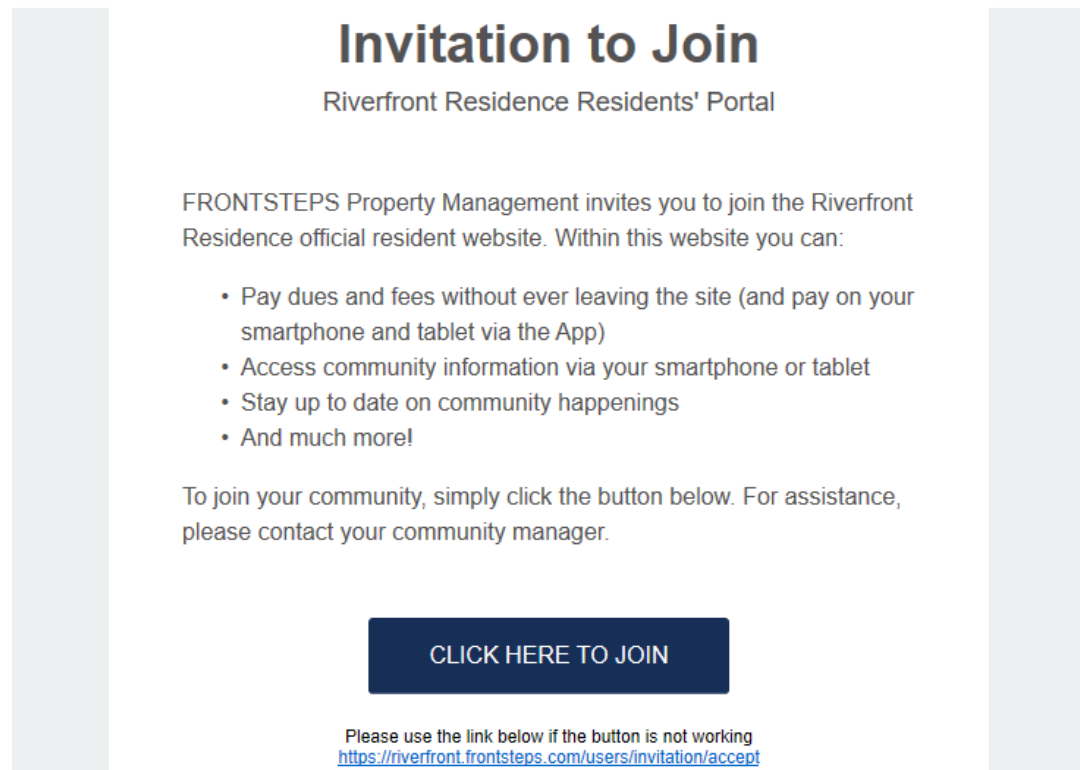 Invitation to Join
Riverfront Residence Residents' Portal
FRONTSTEPS Property Management invites you to join the Riverfront
Residence official resident website. Within this website you can:
• Pay dues and fees without ever leaving the site (and pay on your
smartphone and tablet via the App)
• Access community information via your smartphone or tablet
• Stay up to date on community happenings
• And much more!
To join your community, simply click the button below. For assistance,
please contact your community manager.
CLICK HERE TO JOIN
Please use the link below if the button is not working
https://riverfront.frontsteps.com/users/invitation/accept